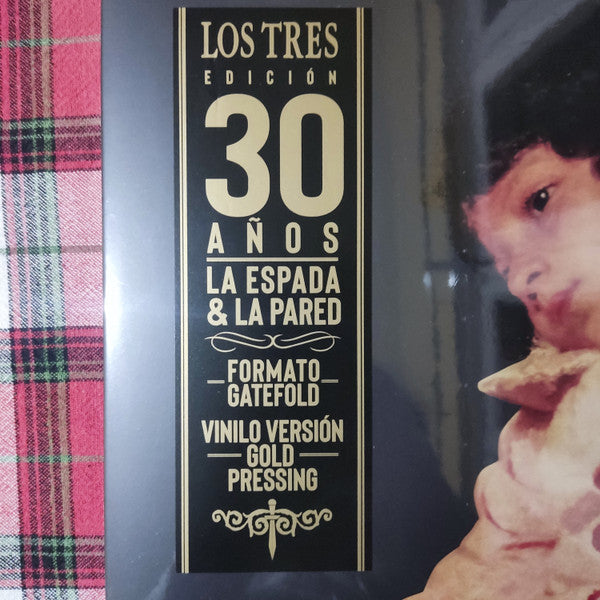 LOS TRES
EDICIÓN
30
AÑOS
LA ESPADA
& LA PARED
FORMATO
GATEFOLD
VINILO VERSIÓN
GOLD
PRESSING